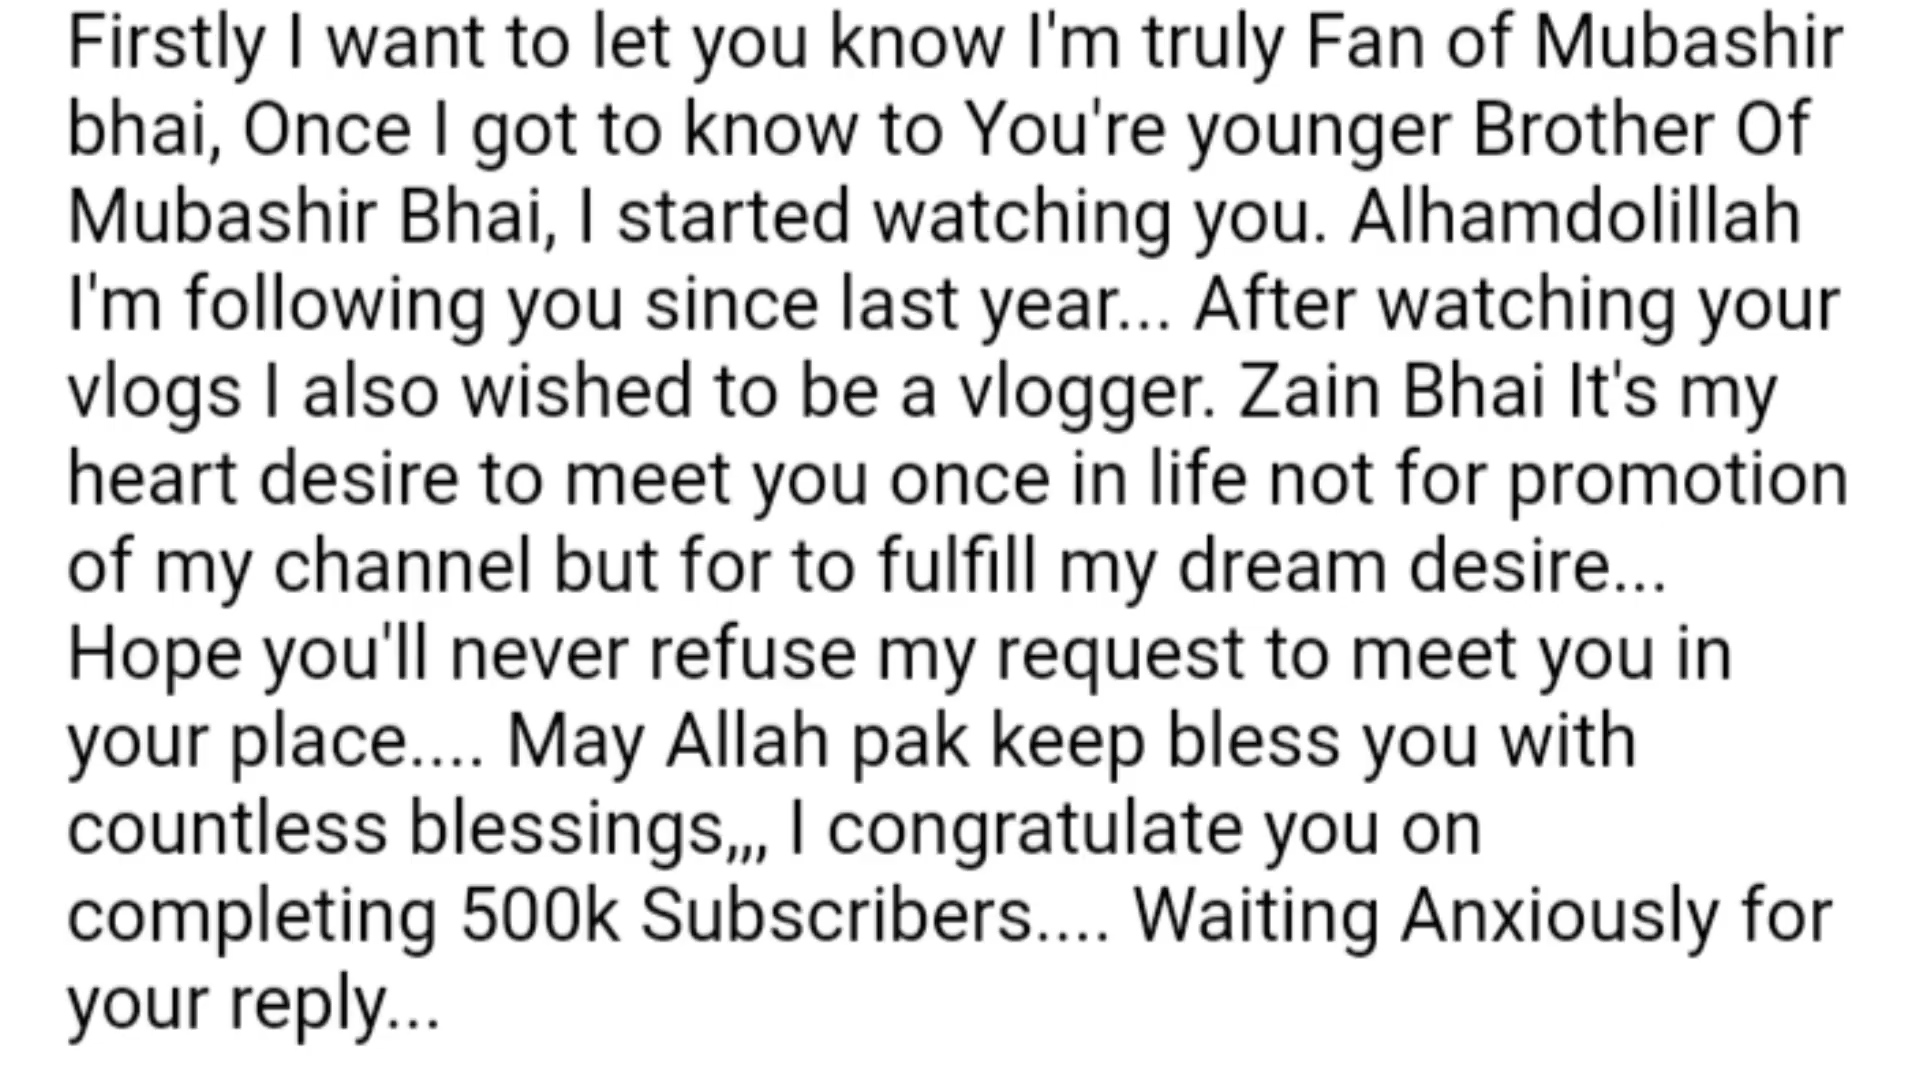 Firstly I want to let you know I'm truly Fan of Mubashir
bhai, Once I got to know to You're younger Brother Of
Mubashir Bhai, I started watching you. Alhamdolillah
I'm following you since last year... After watching your
vlogs I also wished to be a vlogger. Zain Bhai It's my
heart desire to meet you once in life not for promotion
of my channel but for to fulfill my dream desire...
Hope you'll never refuse my request to meet you in
your place.... May Allah pak keep bless you with
countless blessings,,, I congratulate you on
completing 500k Subscribers.... Waiting Anxiously for
your reply...